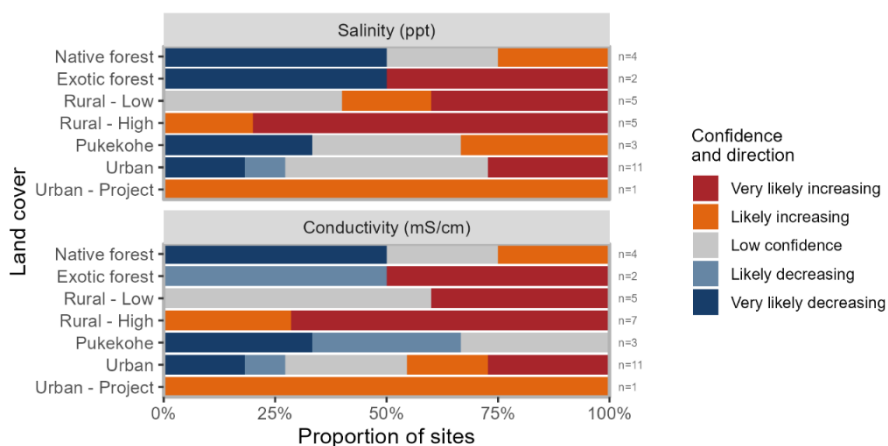 Salinity (ppt)
Native forest n=4
Exotic forest n=2
Rural - Low n=5
Rural - High n=5
Pukekohe n=3
Urban n=11
Urban - Project n=1
Conductivity (mS/cm)
Native forest n=4
Exotic forest n=2
Rural - Low n=5
Rural - High n=7
Pukekohe n=3
Urban n=11
Urban - Project n=1
0% 25% 50% 75% 100%
Proportion of sites
Land cover
Confidence
and direction
Very likely increasing
Likely increasing
Low confidence
Likely decreasing
Very likely decreasing